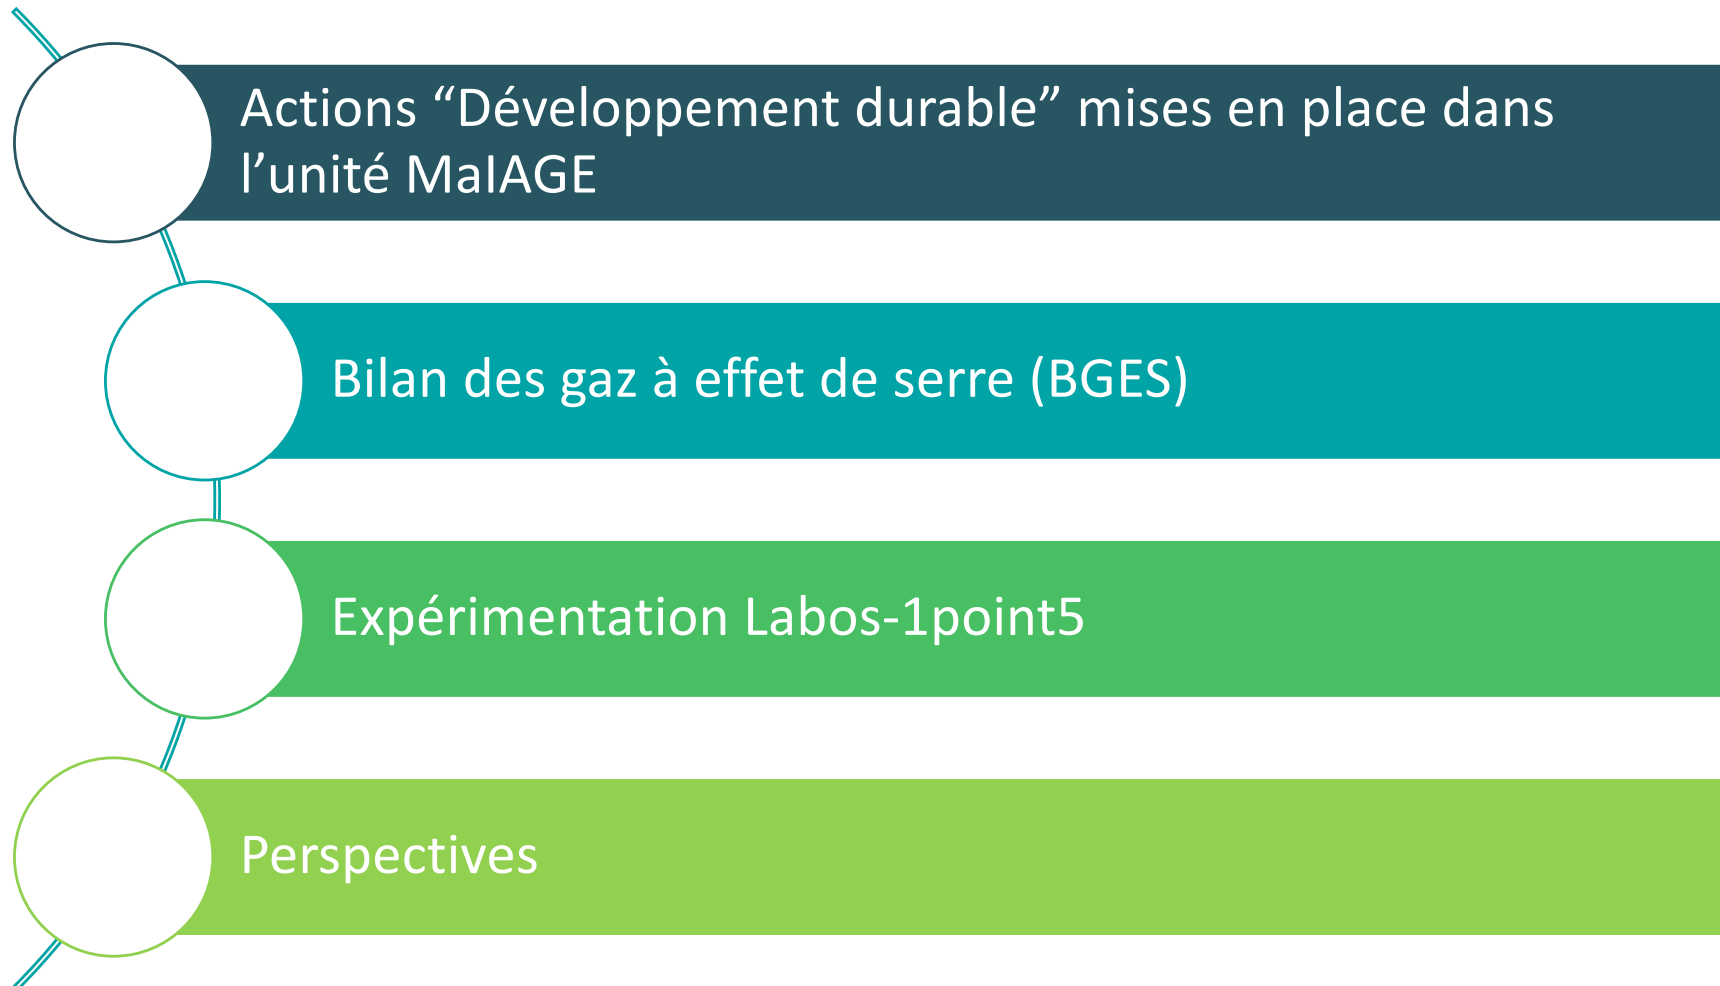 Actions “Développement durable” mises en place dans
l’unité MaIAGE
Bilan des gaz à effet de serre (BGES)
Expérimentation Labos-1point5
Perspectives